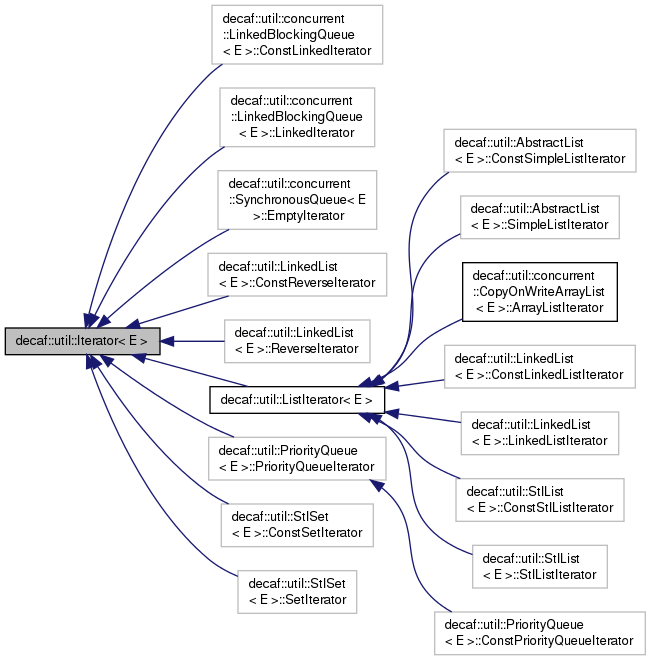 decaf::util::Iterator< E >
decaf::util::concurrent
::LinkedBlockingQueue
< E >::ConstLinkedIterator
decaf::util::concurrent
::LinkedBlockingQueue
< E >::LinkedIterator
decaf::util::concurrent
::SynchronousQueue< E
>::EmptyIterator
decaf::util::LinkedList
< E >::ConstReverseIterator
decaf::util::LinkedList
< E >::ReverseIterator
decaf::util::ListIterator< E >
decaf::util::PriorityQueue
< E >::PriorityQueueIterator
decaf::util::StlSet
< E >::ConstSetIterator
decaf::util::StlSet
< E >::SetIterator
decaf::util::AbstractList
< E >::ConstSimpleListIterator
decaf::util::AbstractList
< E >::SimpleListIterator
decaf::util::concurrent
::CopyOnWriteArrayList
< E >::ArrayListIterator
decaf::util::LinkedList
< E >::ConstLinkedListIterator
decaf::util::LinkedList
< E >::LinkedListIterator
decaf::util::StlList
< E >::ConstStlListIterator
decaf::util::StlList
< E >::StlListIterator
decaf::util::PriorityQueue
< E >::ConstPriorityQueueIterator